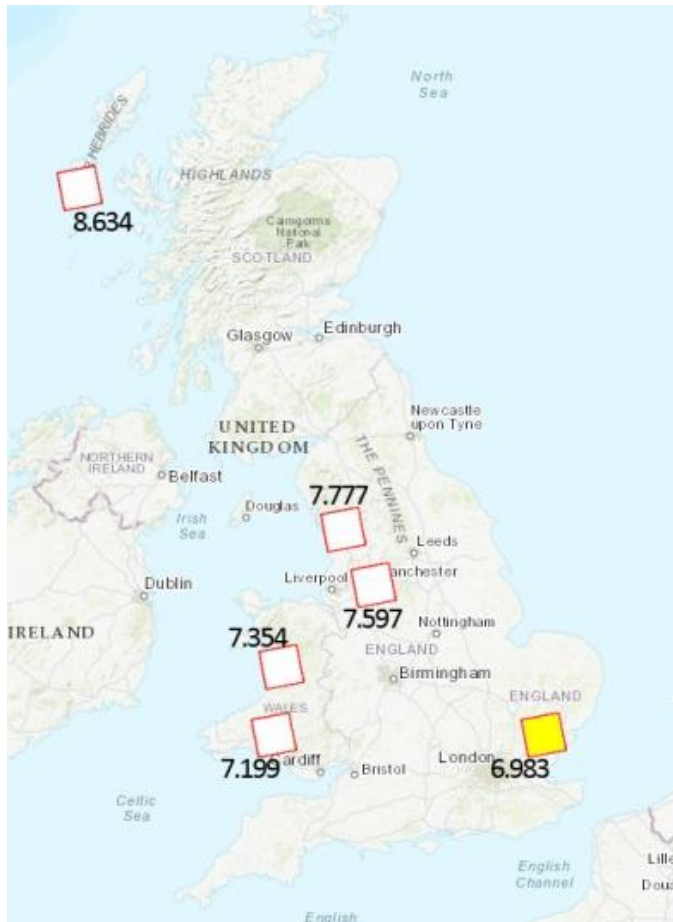 North
Sea
HEBRIDES
HIGHLANDS
8.634
Cairngorms
National
Park
SCOTLAND
Glasgow
Edinburgh
UNITED
KINGDOM
Newcastle
upon Tyne
THE PENNINES
NORTHERN
IRELAND
Belfast
7.777
Douglas
Irish
Sea
Leeds
Dublin
Liverpool
anchester
7.597
IRELAND
7.354
Nottingham
ENGLAND
Birmingham
ENGLAND
WALES
London
7.199
ardiff
Bristol
6.983
Celtic
Sea
English
Channel
Lille
Doua
English